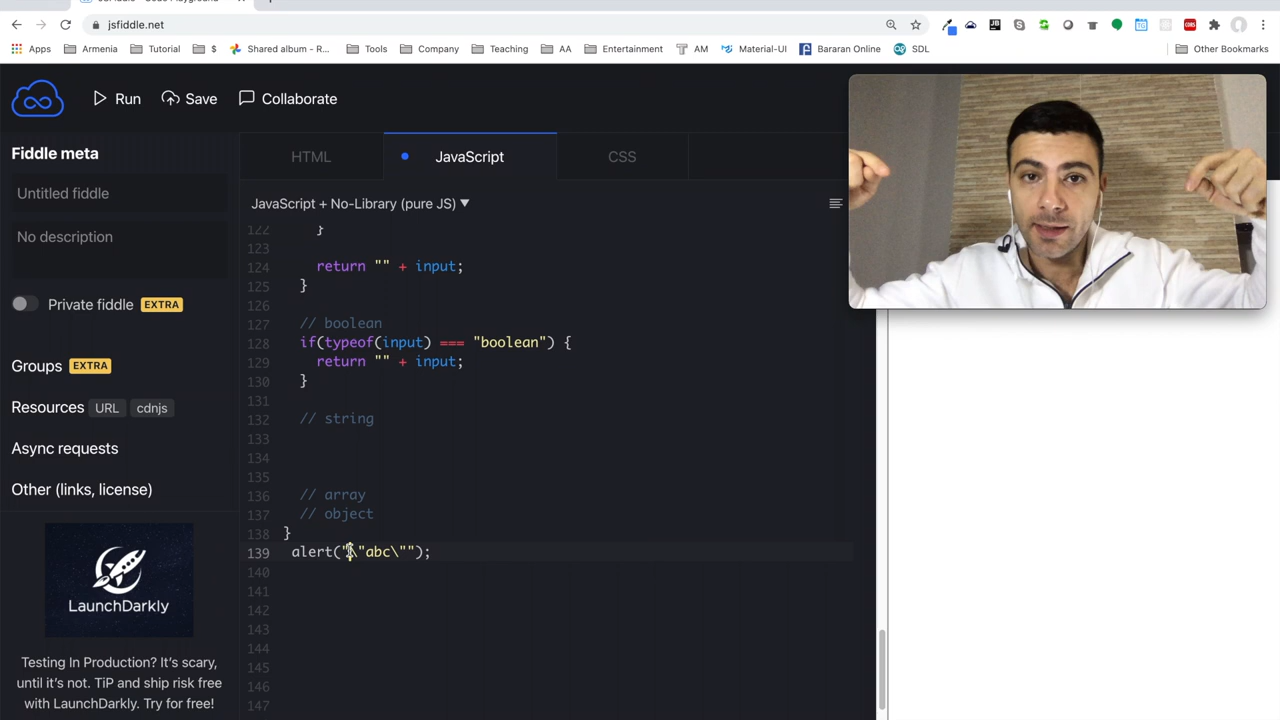 jsfiddle.net
Apps Armenia Tutorial $ Shared album - R... Tools Company Teaching AA Entertainment AM Material-UI Bararan Online SDL Other Bookmarks
Run Save Collaborate
Fiddle meta
Untitled fiddle
No description
Private fiddle EXTRA
Groups EXTRA
Resources URL cdnjs
Async requests
Other (links, license)
LaunchDarkly
Testing In Production? It's scary,
until it's not. TiP and ship risk free
with LaunchDarkly. Try for free!
HTML JavaScript CSS
JavaScript + No-Library (pure JS) ▼
122 }
123
124 return "" + input;
125 }
126
127 // boolean
128 if(typeof(input) === "boolean") {
129 return "" + input;
130 }
131
132 // string
133
134
135
136 // array
137 // object
138 }
139 alert("\"abc\"");
140
141
142
143
144
145
146
147